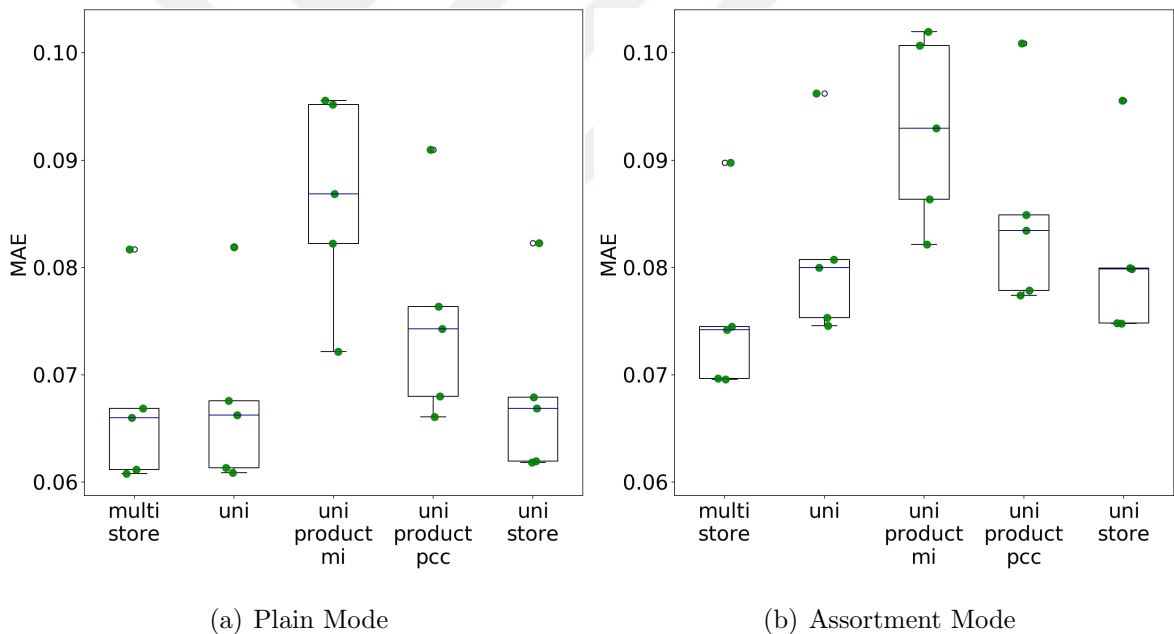 0.10
0.09
0.08
0.07
0.06
MAE
multi
store
uni
uni
product
mi
uni
product
pcc
uni
store
(a) Plain Mode
0.10
0.09
0.08
0.07
0.06
MAE
multi
store
uni
uni
product
mi
uni
product
pcc
uni
store
(b) Assortment Mode